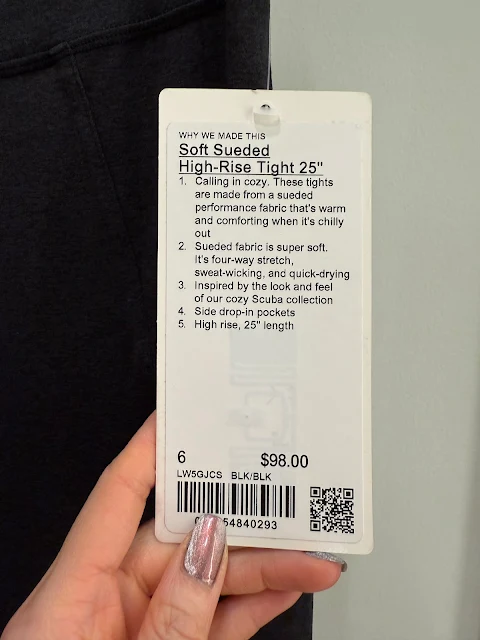 WHY WE MADE THIS
Soft Sueded
High-Rise Tight 25"
1. Calling in cozy. These tights
are made from a sueded
performance fabric that's warm
and comforting when it's chilly
out
2. Sueded fabric is super soft.
It's four-way stretch,
sweat-wicking, and quick-drying
3. Inspired by the look and feel
of our cozy Scuba collection
4. Side drop-in pockets
5. High rise, 25" length
6 $98.00
LW5GJCS BLK/BLK
54840293